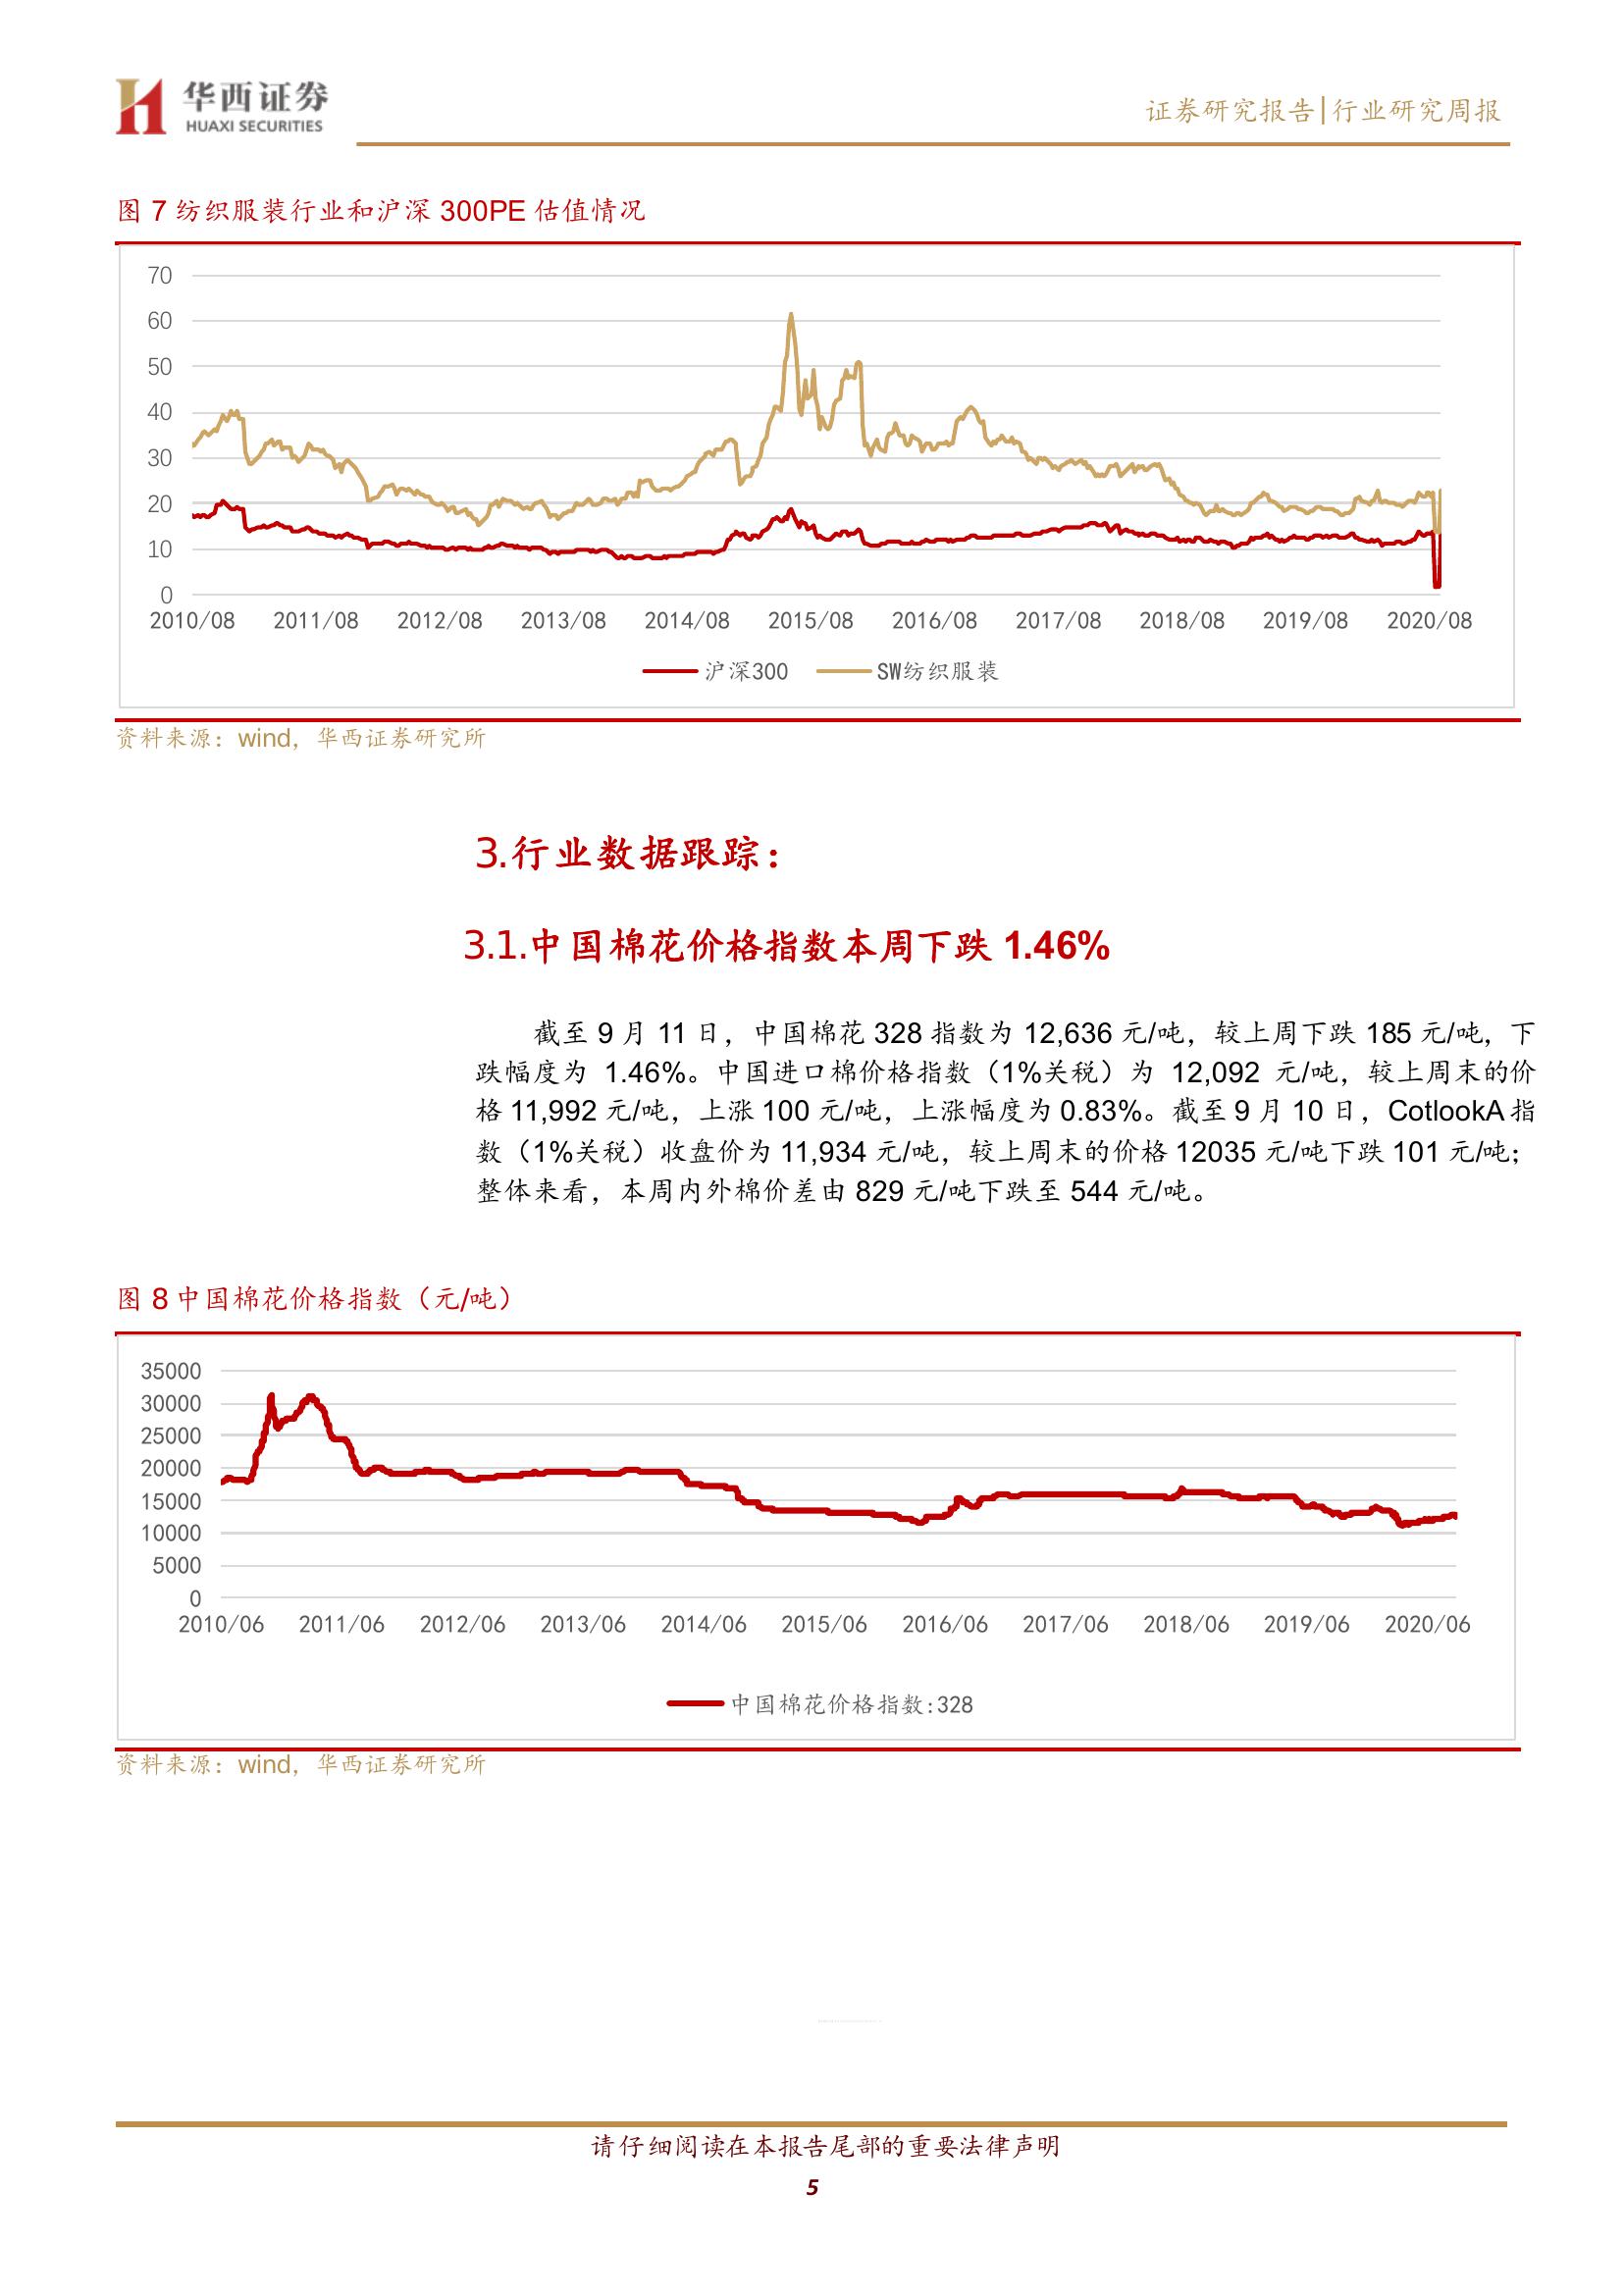 华西证券
HUAXI SECURITIES
证券研究报告|行业研究周报
图 7 纺织服装行业和沪深 300PE 估值情况
70
60
50
40
30
20
10
0
2010/08 2011/08 2012/08 2013/08 2014/08 2015/08 2016/08 2017/08 2018/08 2019/08 2020/08
沪深300 SW纺织服装
资料来源：wind，华西证券研究所
3.行业数据跟踪：
3.1.中国棉花价格指数本周下跌 1.46%
截至 9 月 11 日，中国棉花 328 指数为 12,636 元/吨，较上周下跌 185 元/吨，下
跌幅度为 1.46%。中国进口棉价格指数（1%关税）为 12,092 元/吨，较上周末的价
格 11,992 元/吨，上涨 100 元/吨，上涨幅度为 0.83%。截至 9 月 10 日，CotlookA 指
数（1%关税）收盘价为 11,934 元/吨，较上周末的价格 12035 元/吨下跌 101 元/吨；
整体来看，本周内外棉价差由 829 元/吨下跌至 544 元/吨。
图 8 中国棉花价格指数（元/吨）
35000
30000
25000
20000
15000
10000
5000
0
2010/06 2011/06 2012/06 2013/06 2014/06 2015/06 2016/06 2017/06 2018/06 2019/06 2020/06
中国棉花价格指数:328
资料来源：wind，华西证券研究所
请仔细阅读在本报告尾部的重要法律声明
5